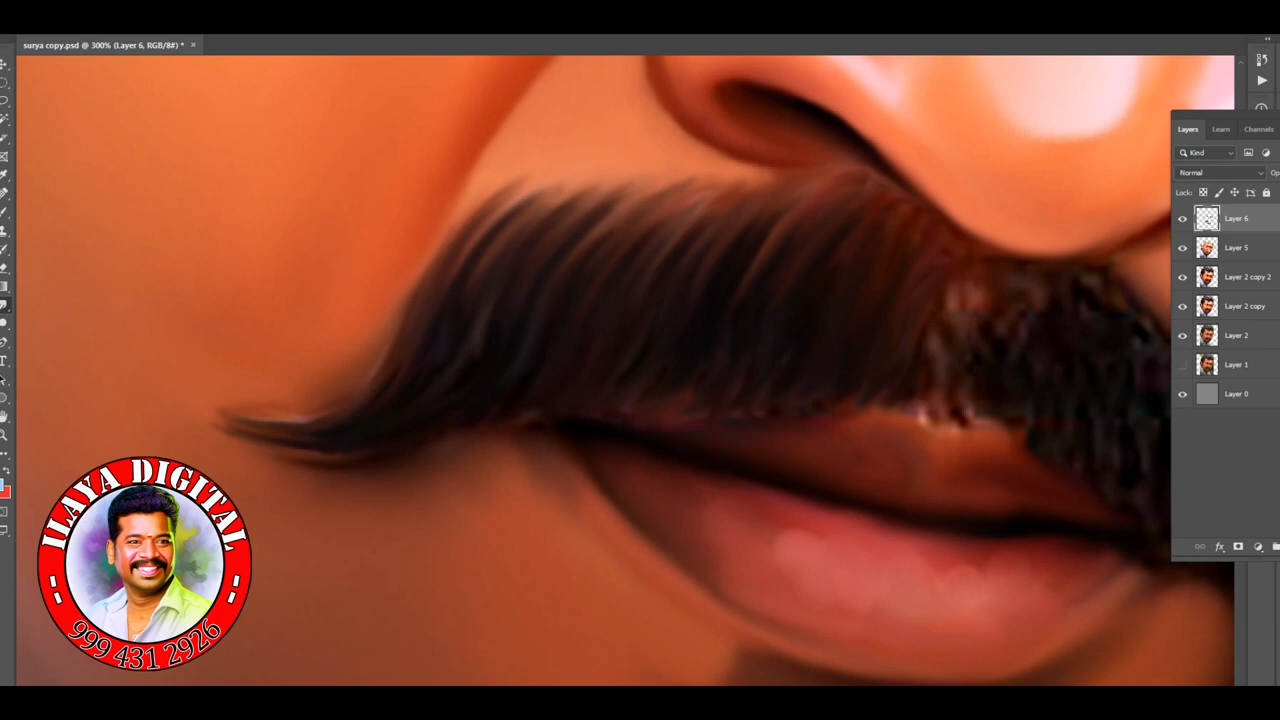 surya copy.psd @ 300% (Layer 6, RGB/8#) *
Layers Learn Channels
Kind
Normal
Lock:
Layer 6
Layer 5
Layer 2 copy 2
Layer 2 copy
Layer 2
Layer 1
Layer 0
fx
ILAYA DIGITAL
999 431 2926